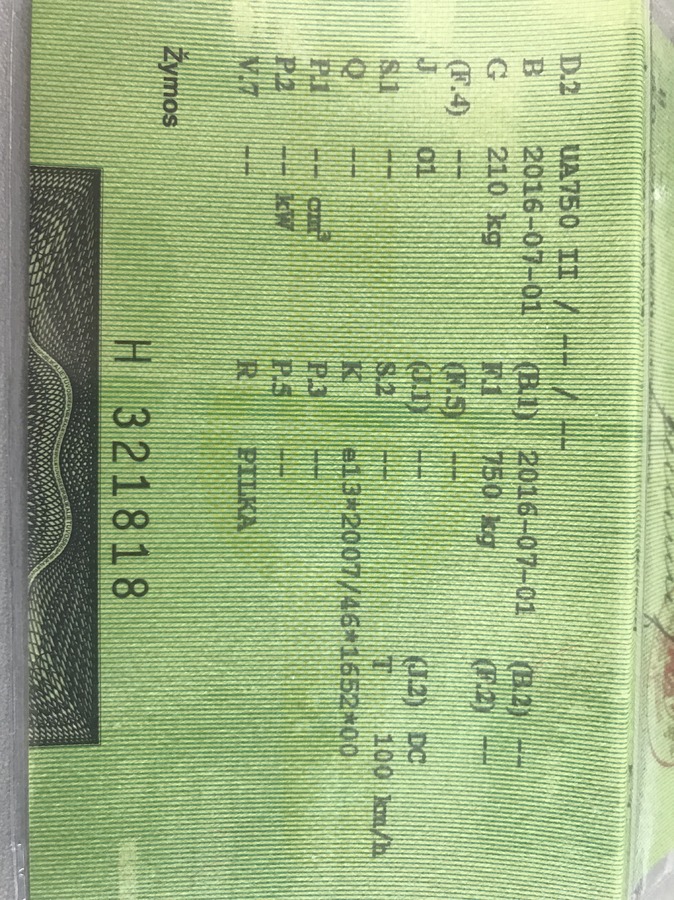 D.2 UA750 II / -- / --
B 2016-07-01 (B.1) 2016-07-01 (B.2) --
G 210 kg F.1 750 kg (F.2) --
(F.4) -- (F.5) --
J 01 (J.1) -- (J.2) DC
S.1 -- S.2 -- T 100 km/h
Q -- K e13*2007/46*1652*00
P.1 -- cm³ P.3 --
P.2 -- kW P.5 --
V.7 -- R PILKA
Žymos
H 321818